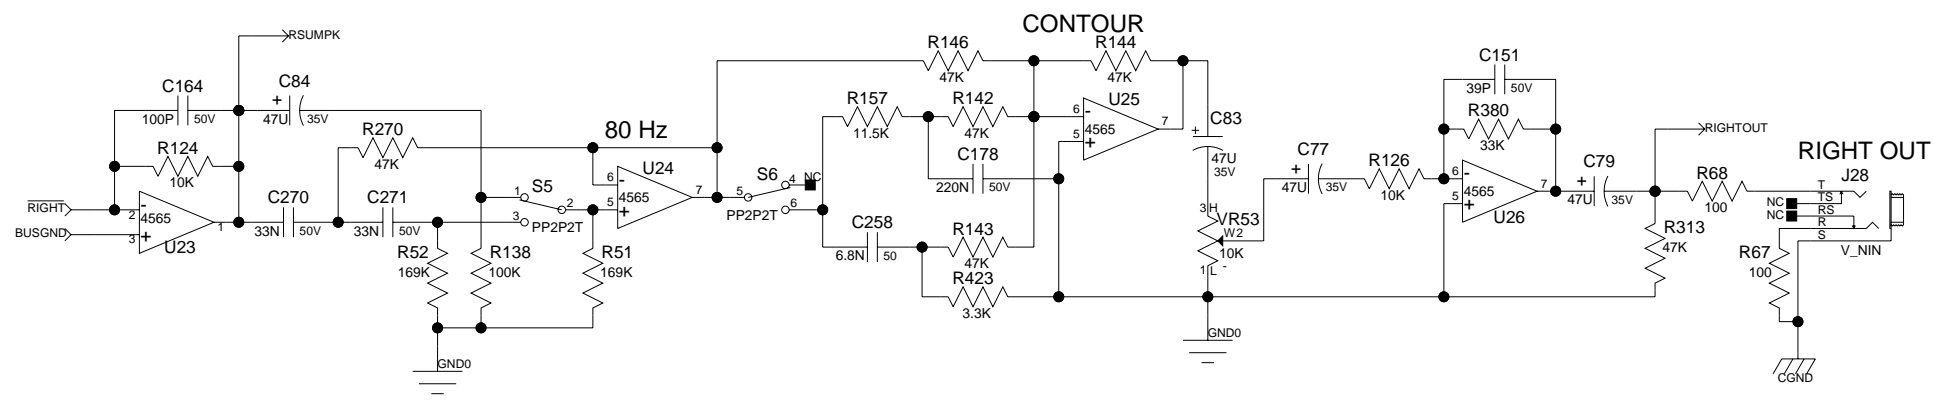 CONTOUR
RSUMPK
C164
100P
50V
C84
+
47U
35V
R124
10K
RIGHT
BUSGND
2
-
4565
3
+
U23
1
C270
33N
50V
R270
47K
C271
33N
50V
R52
169K
R138
100K
S5
1
2
3
PP2P2T
R51
169K
GND0
80 Hz
U24
6
-
4565
5
+
7
S6
5
4
NC
6
PP2P2T
R146
47K
R144
47K
R157
11.5K
R142
47K
C178
220N
50V
C258
6.8N
50
R143
47K
R423
3.3K
U25
6
-
4565
5
+
7
C83
+
47U
35V
3
H
VR53
W2
10K
1
L
-
GND0
C77
+
47U
35V
R126
10K
C151
39P
50V
R380
33K
6
-
4565
5
+
7
U26
C79
+
47U
35V
RIGHTOUT
R68
100
R313
47K
RIGHT OUT
J28
T
TS
NC
RS
NC
R
S
V_NIN
R67
100
CGND